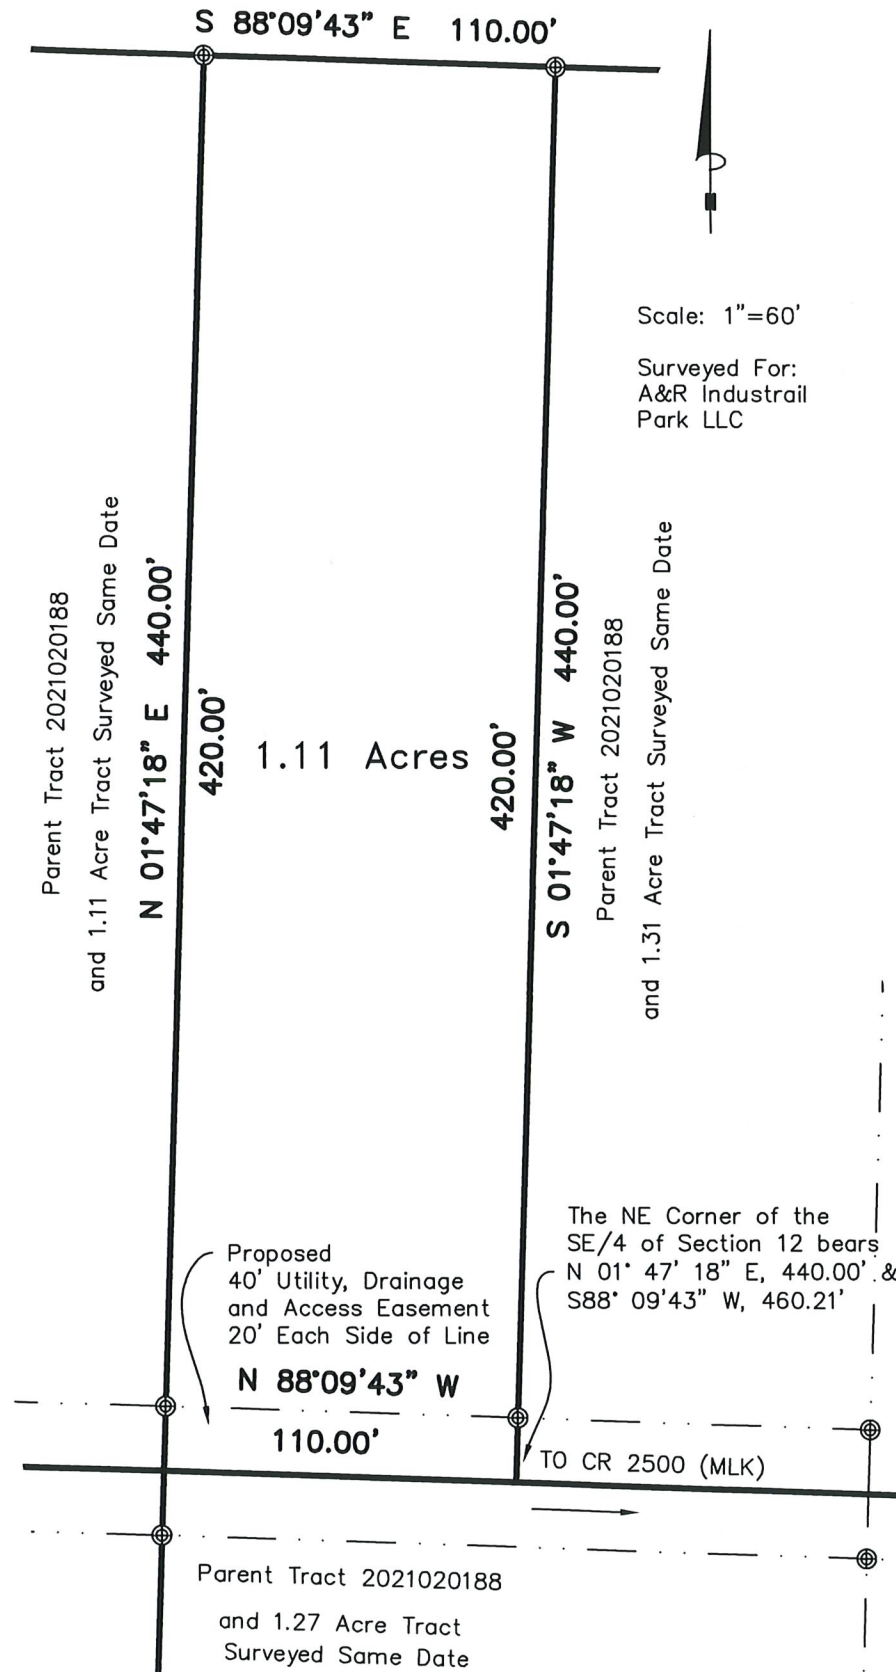 S 88°09'43" E 110.00'
Scale: 1"=60'
Surveyed For:
A&R Industrail
Park LLC
Parent Tract 2021020188
and 1.11 Acre Tract Surveyed Same Date
N 01°47'18" E 440.00'
420.00'
1.11 Acres
420.00'
S 01°47'18" W 440.00'
Parent Tract 2021020188
and 1.31 Acre Tract Surveyed Same Date
The NE Corner of the
SE/4 of Section 12 bears
N 01° 47' 18" E, 440.00' &
S88° 09'43" W, 460.21'
Proposed
40' Utility, Drainage
and Access Easement
20' Each Side of Line
N 88°09'43" W
110.00'
TO CR 2500 (MLK)
Parent Tract 2021020188
and 1.27 Acre Tract
Surveyed Same Date